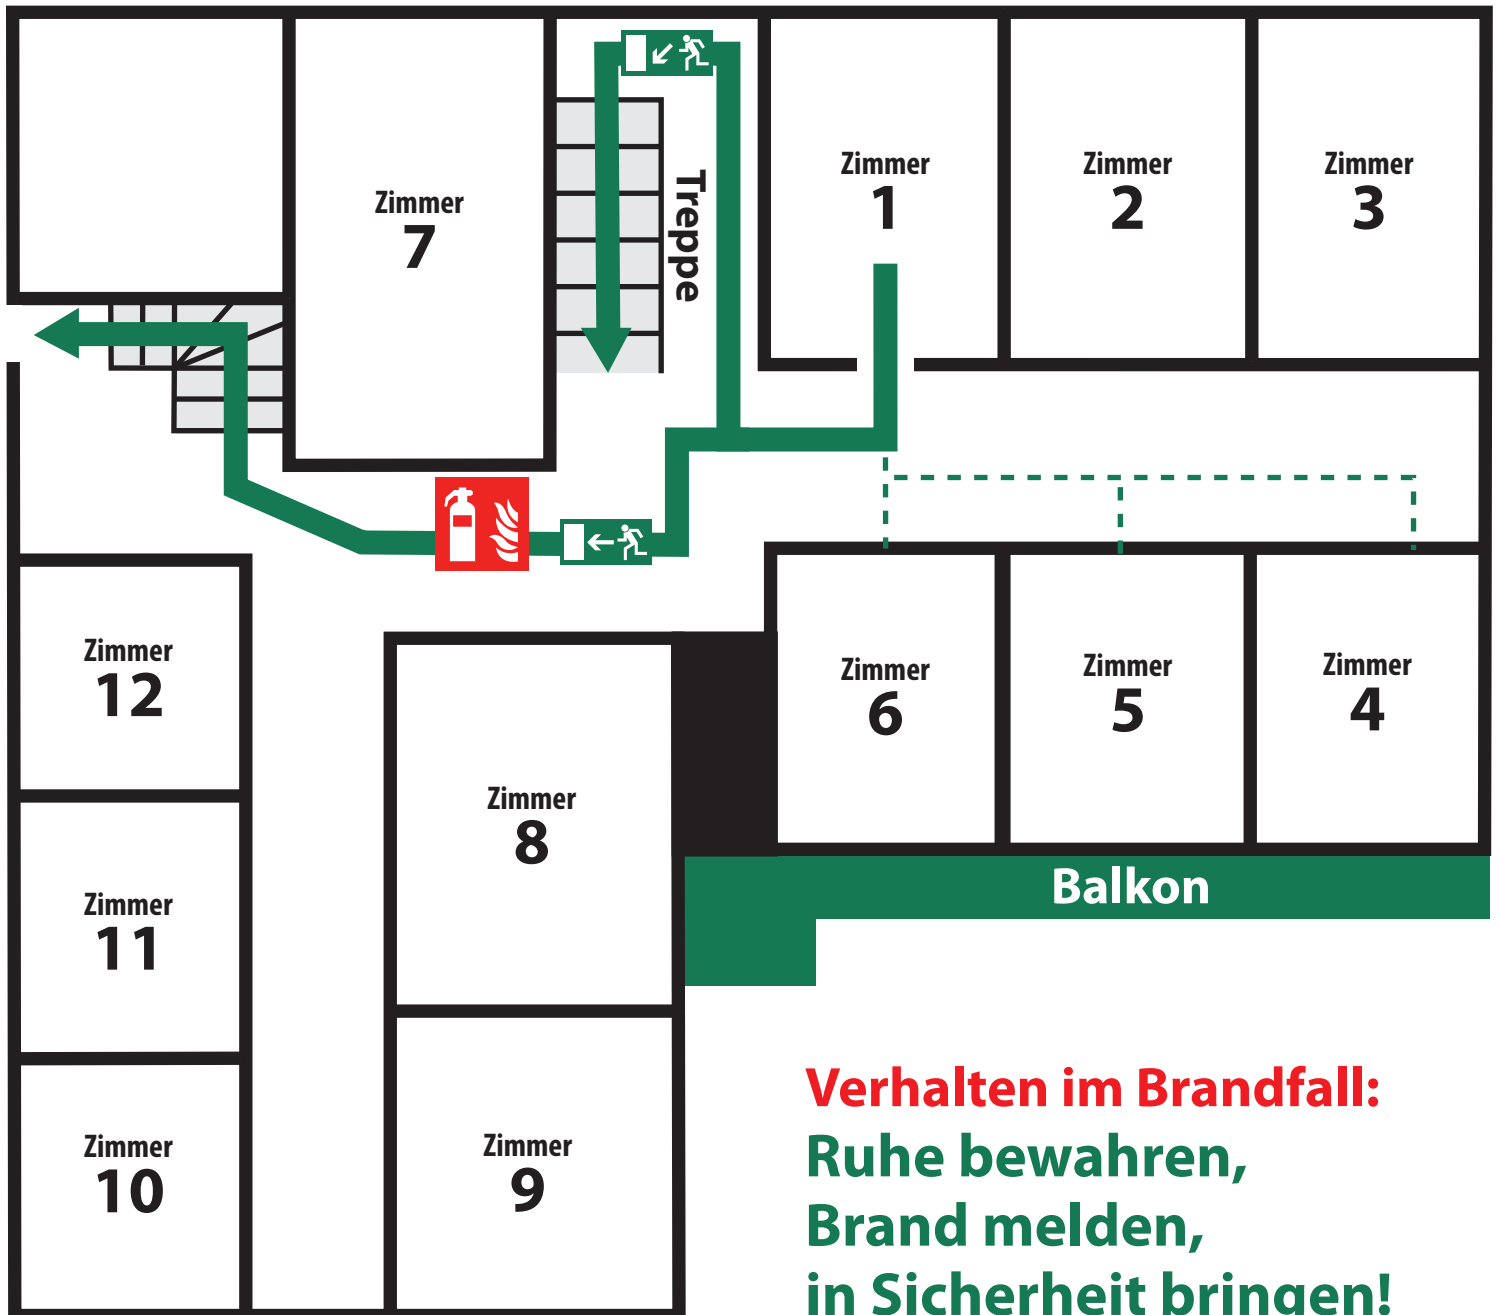 Zimmer
7
Treppe
Zimmer
1
Zimmer
2
Zimmer
3
Zimmer
12
Zimmer
11
Zimmer
10
Zimmer
8
Zimmer
9
Zimmer
6
Zimmer
5
Zimmer
4
Balkon
Verhalten im Brandfall:
Ruhe bewahren,
Brand melden,
in Sicherheit bringen!